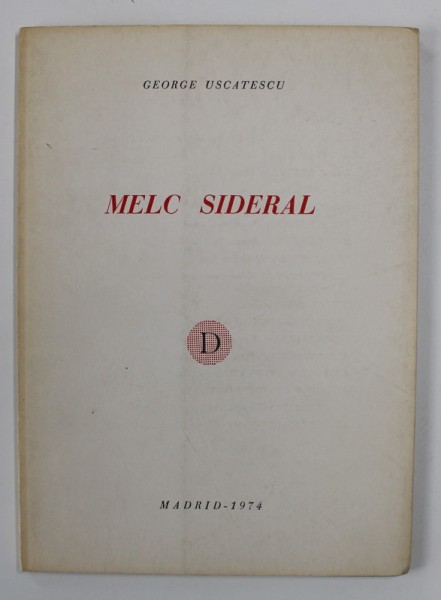 GEORGE USCATESCU
MELC SIDERAL
D
MADRID-1974